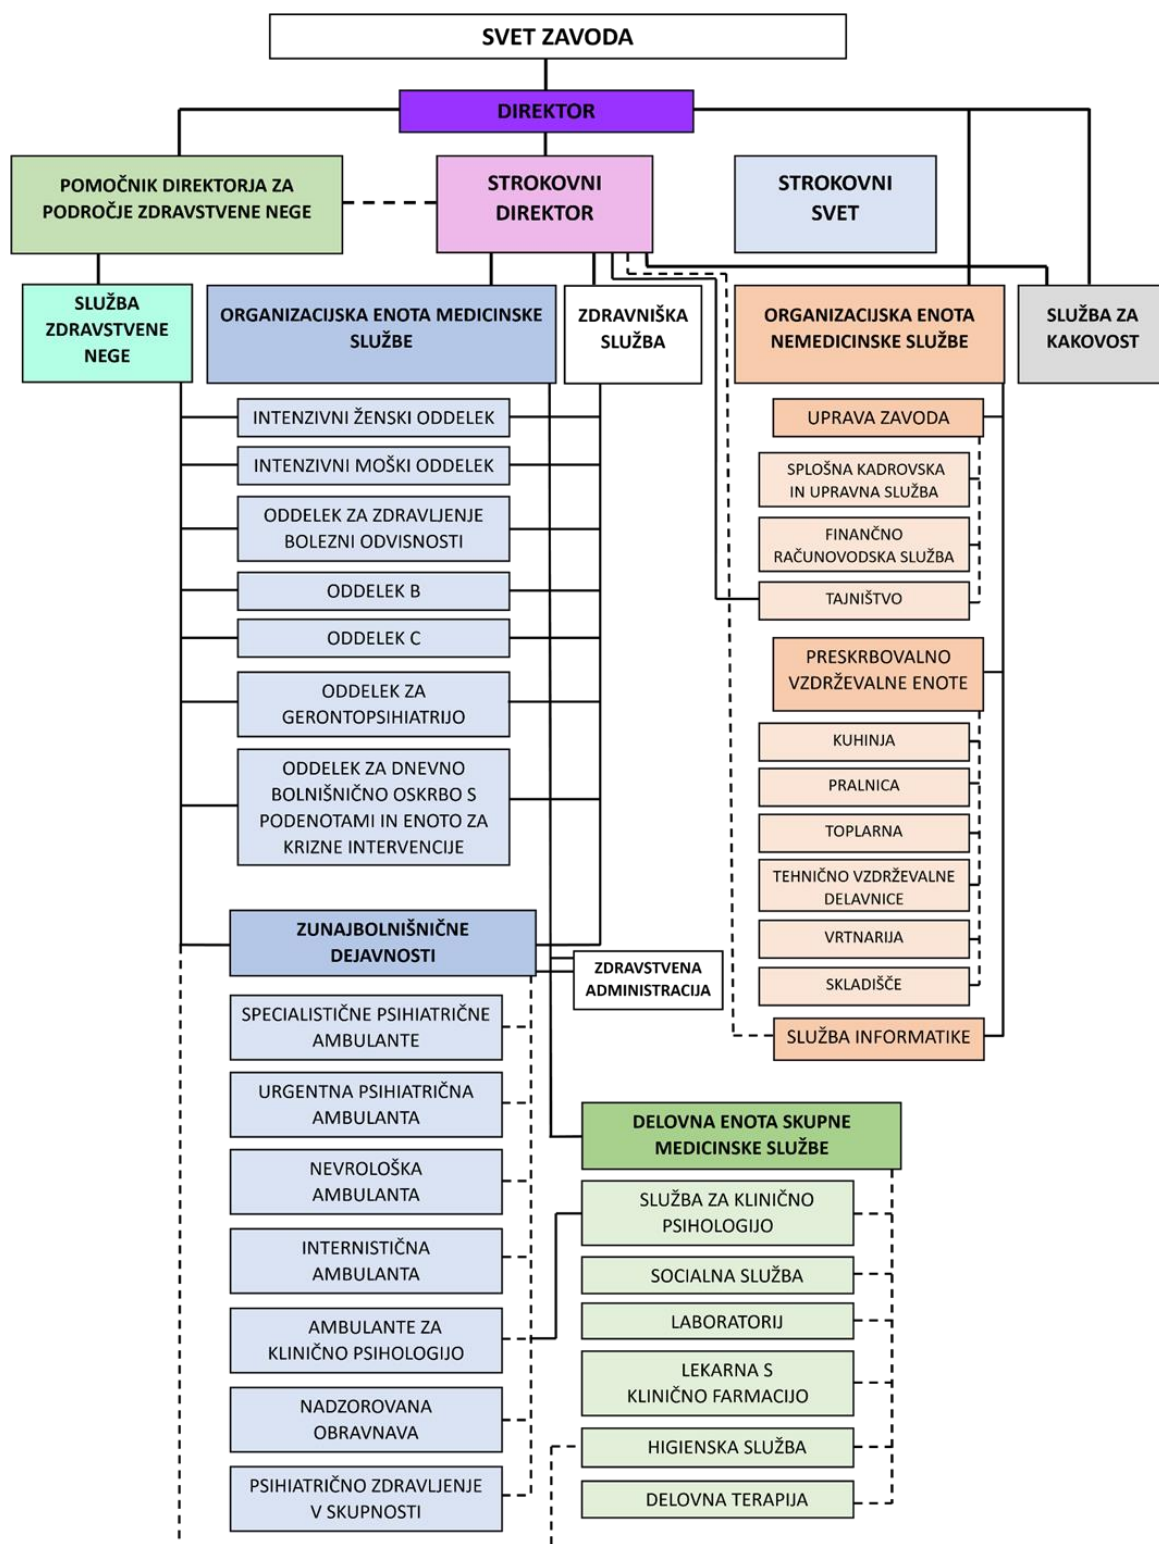 SVET ZAVODA
DIREKTOR
POMOČNIK DIREKTORJA ZA
PODROČJE ZDRAVSTVENE NEGE
STROKOVNI
DIREKTOR
STROKOVNI
SVET
SLUŽBA
ZDRAVSTVENE
NEGE
ORGANIZACIJSKA ENOTA MEDICINSKE
SLUŽBE
ZDRAVNIŠKA
SLUŽBA
ORGANIZACIJSKA ENOTA
NEMEDICINSKE SLUŽBE
SLUŽBA ZA
KAKOVOST
INTENZIVNI ŽENSKI ODDELEK
INTENZIVNI MOŠKI ODDELEK
ODDELEK ZA ZDRAVLJENJE
BOLEZNI ODVISNOSTI
ODDELEK B
ODDELEK C
ODDELEK ZA
GERONTOPSIHIATRIJO
ODDELEK ZA DNEVNO
BOLNIŠNIČNO OSKRBO S
PODENOTAMI IN ENOTO ZA
KRIZNE INTERVENCIJE
UPRAVA ZAVODA
SPLOŠNA KADROVSKA
IN UPRAVNA SLUŽBA
FINANČNO
RAČUNOVODSKA SLUŽBA
TAJNIŠTVO
PRESKRBOVALNO
VZDRŽEVALNE ENOTE
KUHINJA
PRALNICA
TOPLARNA
TEHNIČNO VZDRŽEVALNE
DELAVNICE
VRTNARIJA
SKLADIŠČE
SLUŽBA INFORMATIKE
ZUNAJBOLNIŠNIČNE
DEJAVNOSTI
ZDRAVSTVENA
ADMINISTRACIJA
SPECIALISTIČNE PSIHIATRIČNE
AMBULANTE
URGENTNA PSIHIATRIČNA
AMBULANTA
NEVROLOŠKA
AMBULANTA
INTERNISTIČNA
AMBULANTA
AMBULANTE ZA
KLINIČNO PSIHOLOGIJO
NADZOROVANA
OBRAVNAVA
PSIHIATRIČNO ZDRAVLJENJE
V SKUPNOSTI
DELOVNA ENOTA SKUPNE
MEDICINSKE SLUŽBE
SLUŽBA ZA KLINIČNO
PSIHOLOGIJO
SOCIALNA SLUŽBA
LABORATORIJ
LEKARNA S
KLINIČNO FARMACIJO
HIGIENSKA SLUŽBA
DELOVNA TERAPIJA